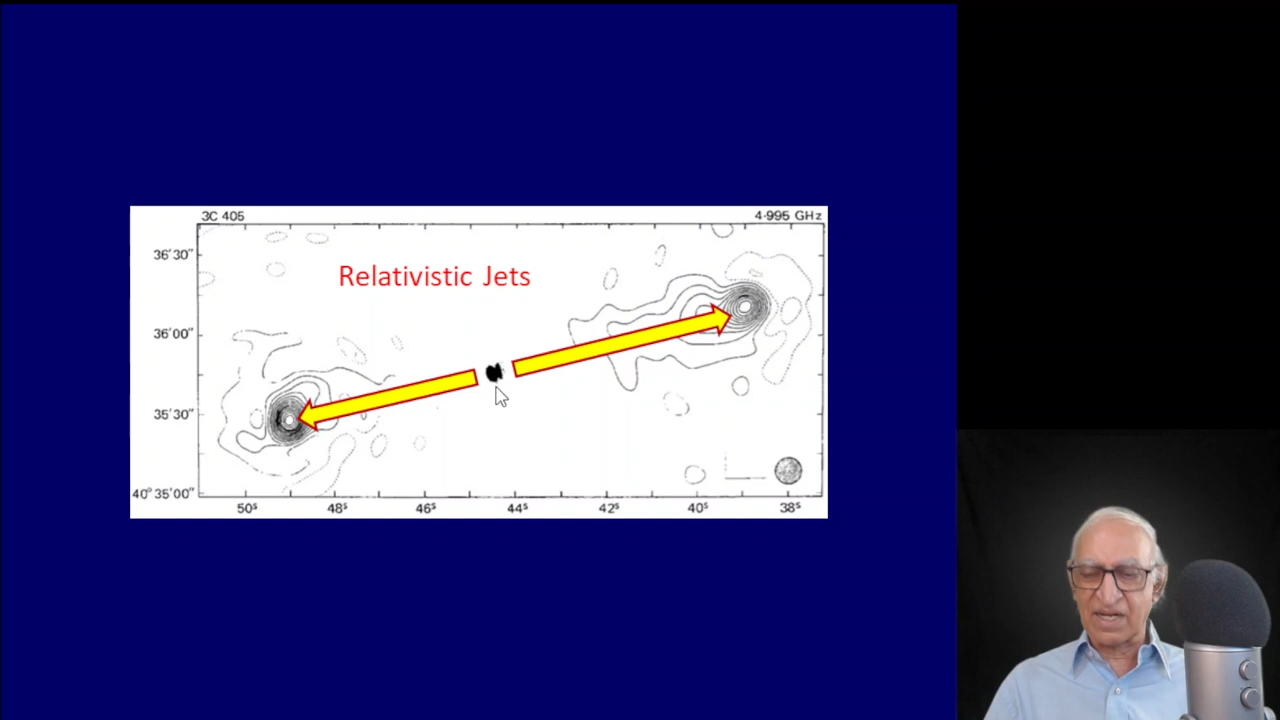 3C 405
4·995 GHz
36′30″
Relativistic Jets
36′00″
35′30″
40° 35′00″
50ˢ 48ˢ 46ˢ 44ˢ 42ˢ 40ˢ 38ˢ